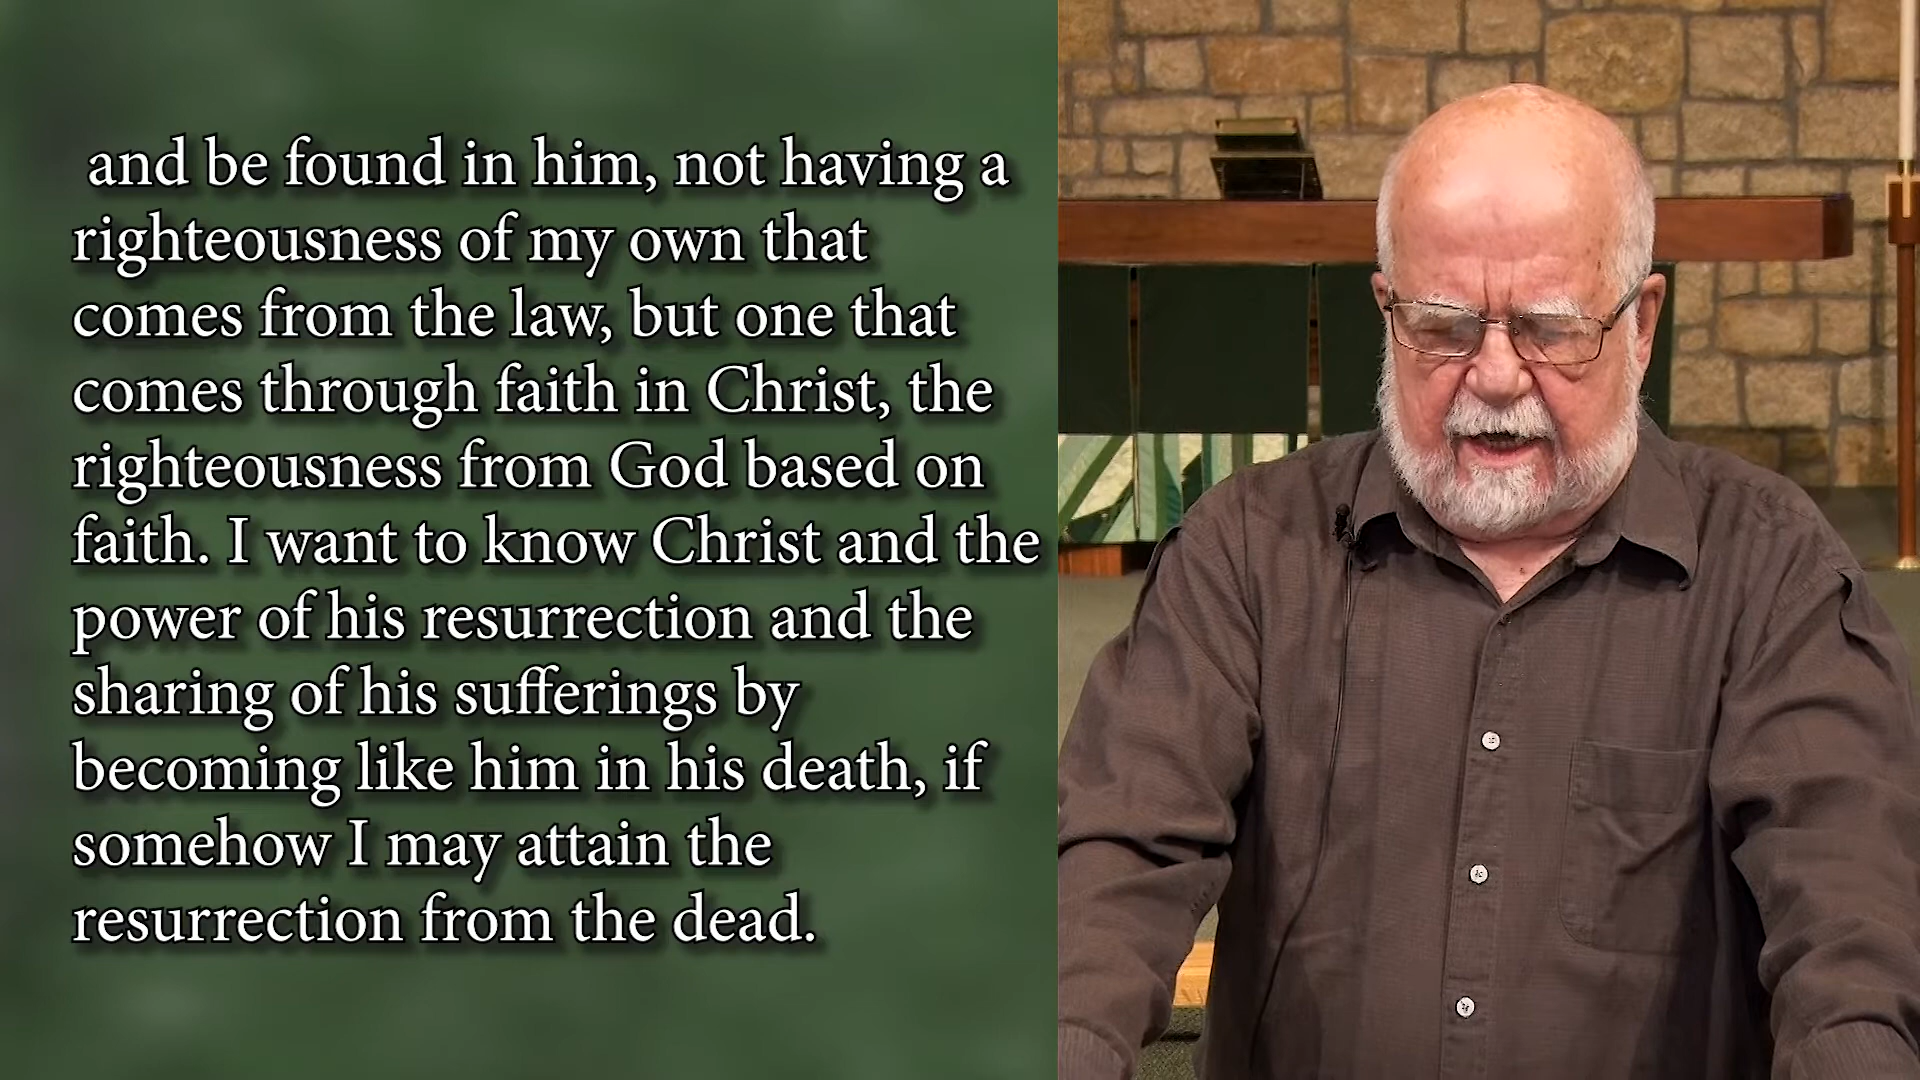 and be found in him, not having a
righteousness of my own that
comes from the law, but one that
comes through faith in Christ, the
righteousness from God based on
faith. I want to know Christ and the
power of his resurrection and the
sharing of his sufferings by
becoming like him in his death, if
somehow I may attain the
resurrection from the dead.